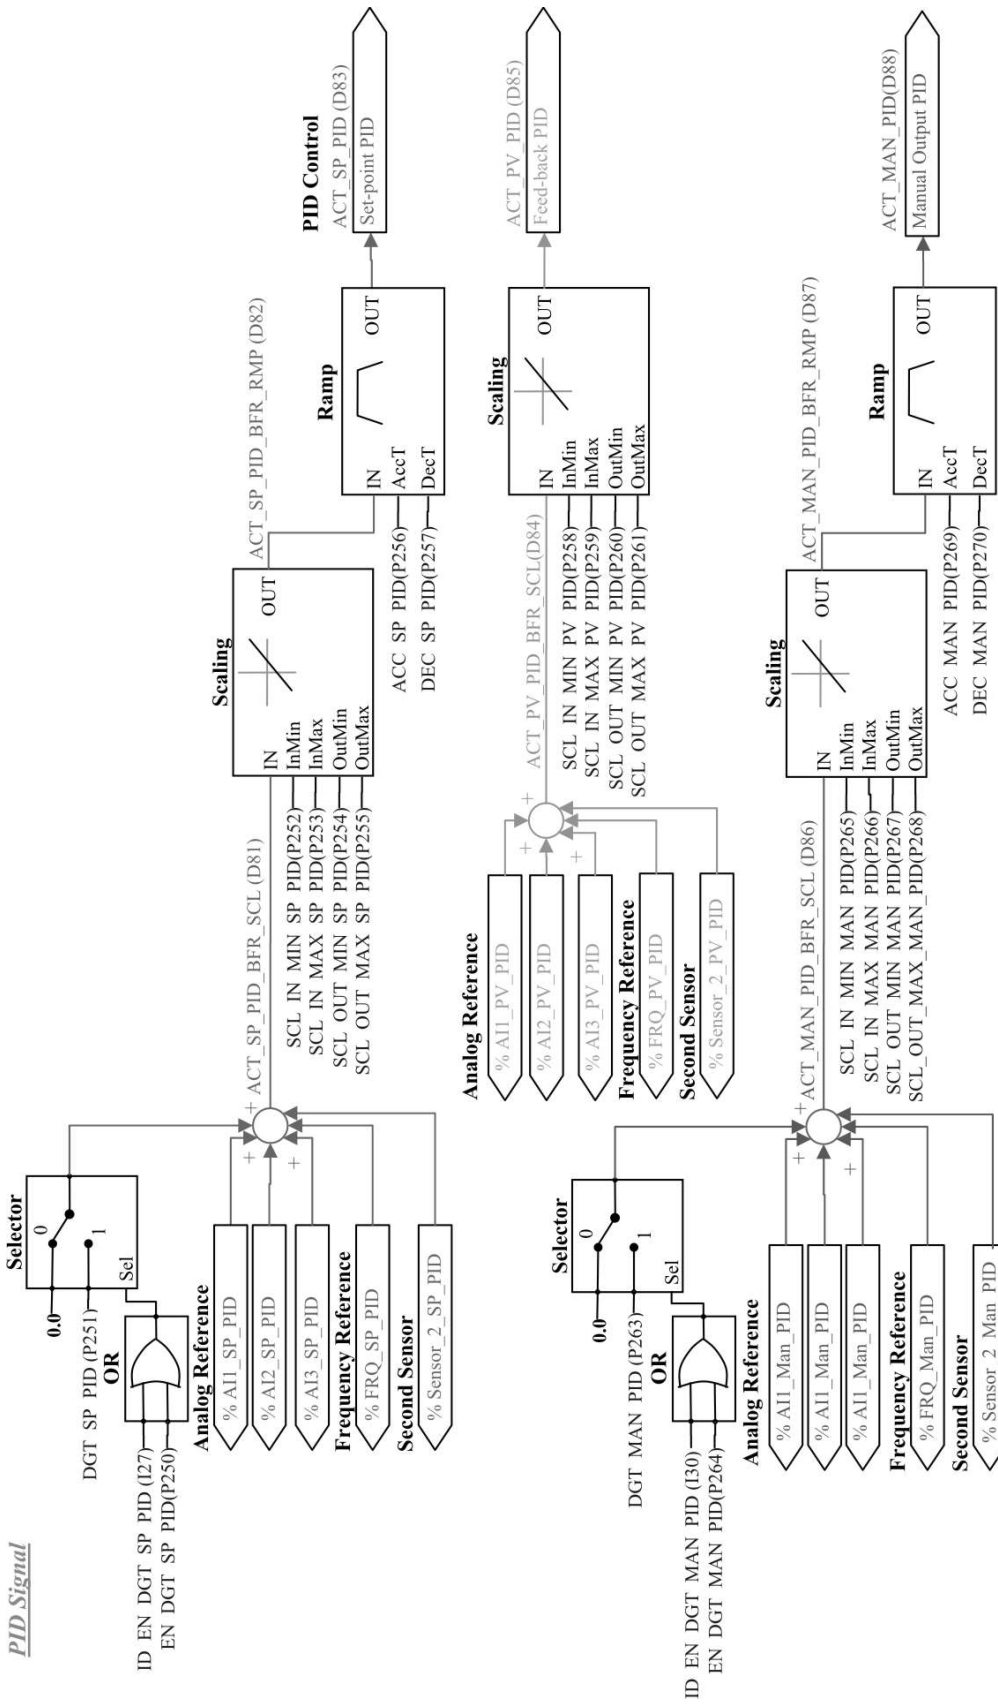 PID Signal
Selector
0.0
0
1
Sel
DGT SP PID (P251)
OR
ID EN DGT SP PID (I27)
EN DGT SP PID(P250)
Analog Reference
% AI1_SP_PID
% AI2_SP_PID
% AI3_SP_PID
Frequency Reference
% FRQ_SP_PID
Second Sensor
% Sensor_2_SP_PID
+
+
+
ACT_SP_PID_BFR_SCL (D81)
Scaling
IN
OUT
InMin
InMax
OutMin
OutMax
SCL IN MIN SP PID(P252)
SCL IN MAX SP PID(P253)
SCL OUT MIN SP PID(P254)
SCL OUT MAX SP PID(P255)
ACT_SP_PID_BFR_RMP (D82)
Ramp
IN
OUT
AccT
DecT
ACC SP PID(P256)
DEC SP PID(P257)
PID Control
ACT_SP_PID (D83)
Set-point PID
Analog Reference
% AI1_PV_PID
% AI2_PV_PID
% AI3_PV_PID
Frequency Reference
% FRQ_PV_PID
Second Sensor
% Sensor_2_PV_PID
+
+
+
ACT_PV_PID_BFR_SCL(D84)
Scaling
IN
OUT
InMin
InMax
OutMin
OutMax
SCL IN MIN PV PID(P258)
SCL IN MAX PV PID(P259)
SCL OUT MIN PV PID(P260)
SCL OUT MAX PV PID(P261)
ACT_PV_PID (D85)
Feed-back PID
Selector
0.0
0
1
Sel
DGT MAN PID (P263)
OR
ID EN DGT MAN PID (I30)
EN DGT MAN PID(P264)
Analog Reference
% AI1_Man_PID
% AI1_Man_PID
% AI1_Man_PID
Frequency Reference
% FRQ_Man_PID
Second Sensor
% Sensor 2 Man PID
+
+
+
ACT_MAN_PID_BFR_SCL (D86)
Scaling
IN
OUT
InMin
InMax
OutMin
OutMax
SCL IN MIN MAN PID(P265)
SCL IN MAX MAN PID(P266)
SCL OUT MIN MAN PID(P267)
SCL_OUT_MAX_MAN_PID(P268)
ACT_MAN_PID_BFR_RMP (D87)
Ramp
IN
OUT
AccT
DecT
ACC MAN PID(P269)
DEC MAN PID(P270)
ACT_MAN_PID(D88)
Manual Output PID